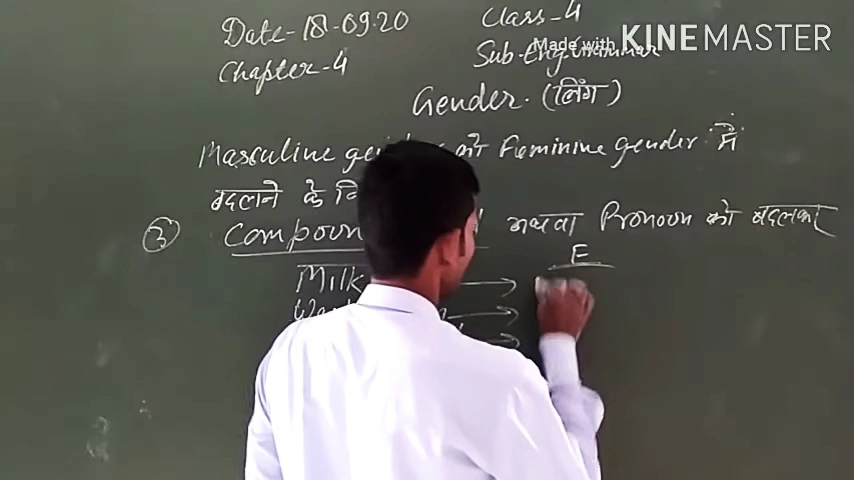 Made with KINEMASTER
Date-18-09-20 Class-4
Chapter-4 Sub-Eng Grammar
Gender. (लिंग)
Masculine को Feminine gender में
बदलने के
③ Compoun अथवा Pronoun को बदलकर
F
Milk →
→
→